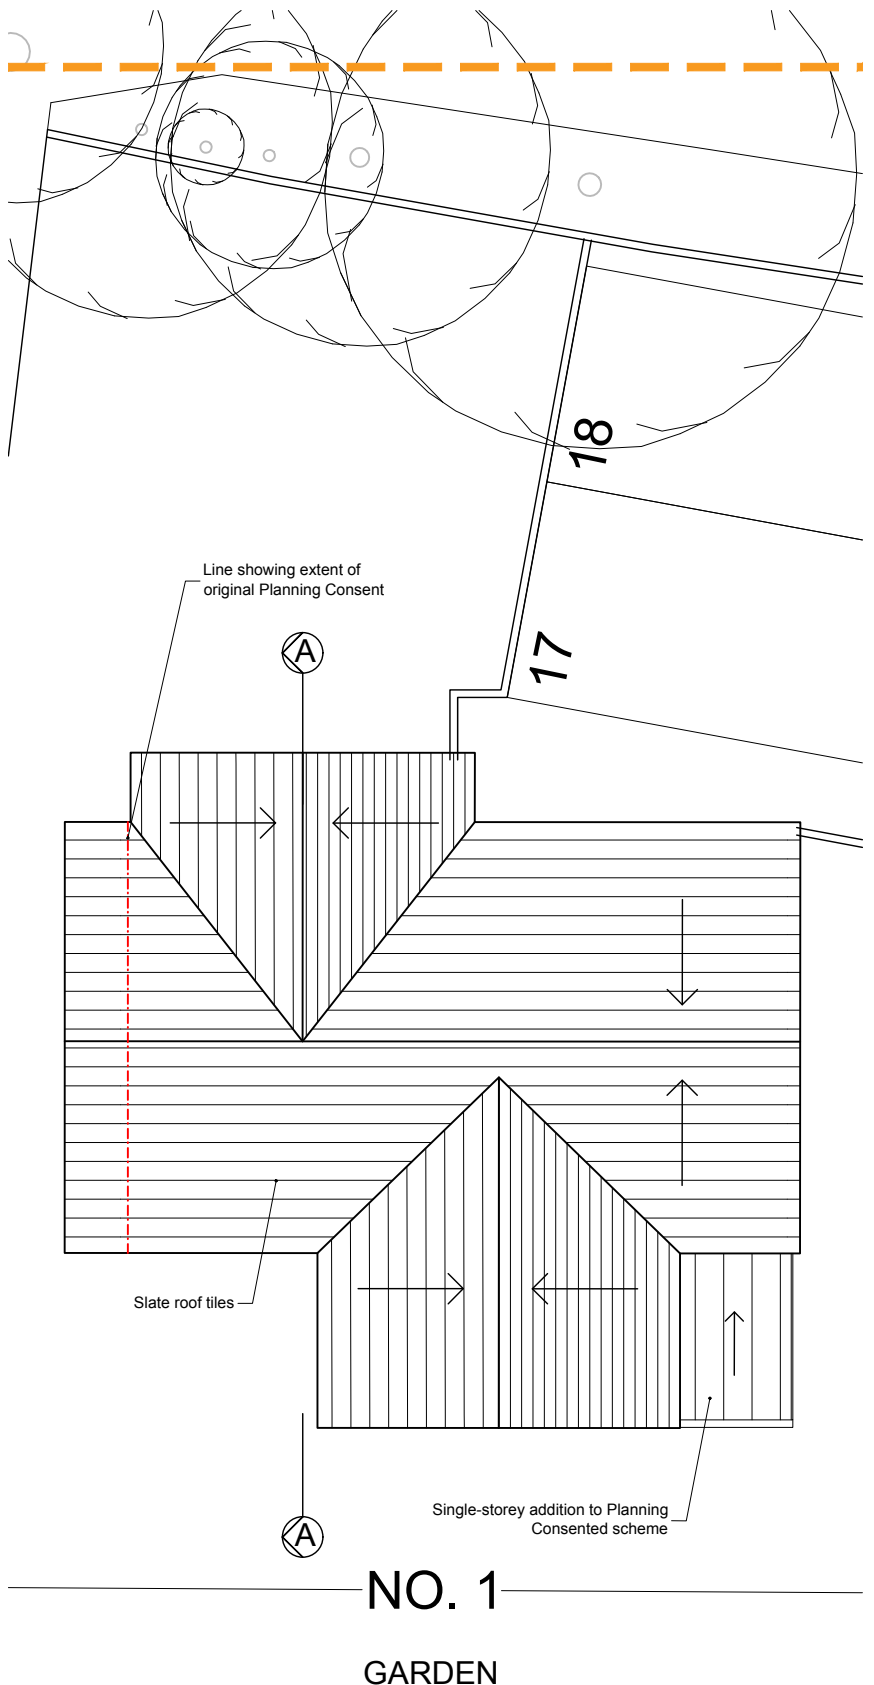 18
Line showing extent of
original Planning Consent
A
17
Slate roof tiles
Single-storey addition to Planning
Consented scheme
A
NO. 1
GARDEN